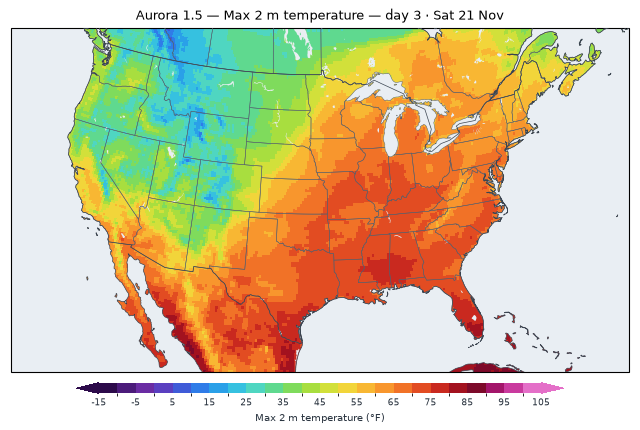 Aurora 1.5 — Max 2 m temperature — day 3 · Sat 21 Nov
-15 -5 5 15 25 35 45 55 65 75 85 95 105
Max 2 m temperature (°F)